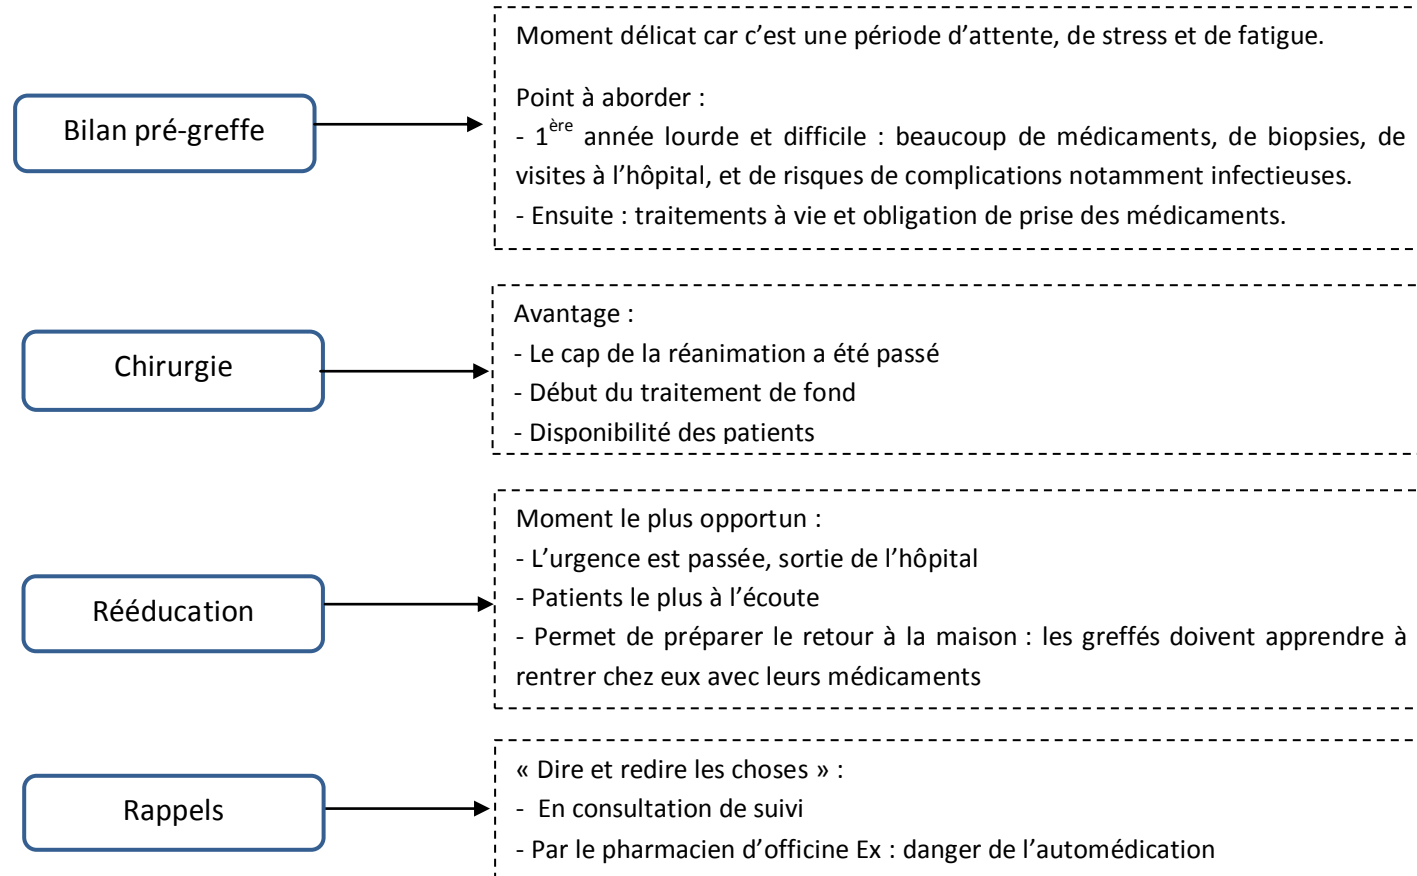 Bilan pré-greffe
Moment délicat car c’est une période d’attente, de stress et de fatigue.
Point à aborder :
- 1ère année lourde et difficile : beaucoup de médicaments, de biopsies, de
visites à l’hôpital, et de risques de complications notamment infectieuses.
- Ensuite : traitements à vie et obligation de prise des médicaments.
Chirurgie
Avantage :
- Le cap de la réanimation a été passé
- Début du traitement de fond
- Disponibilité des patients
Rééducation
Moment le plus opportun :
- L’urgence est passée, sortie de l’hôpital
- Patients le plus à l’écoute
- Permet de préparer le retour à la maison : les greffés doivent apprendre à
rentrer chez eux avec leurs médicaments
Rappels
« Dire et redire les choses » :
- En consultation de suivi
- Par le pharmacien d’officine Ex : danger de l’automédication